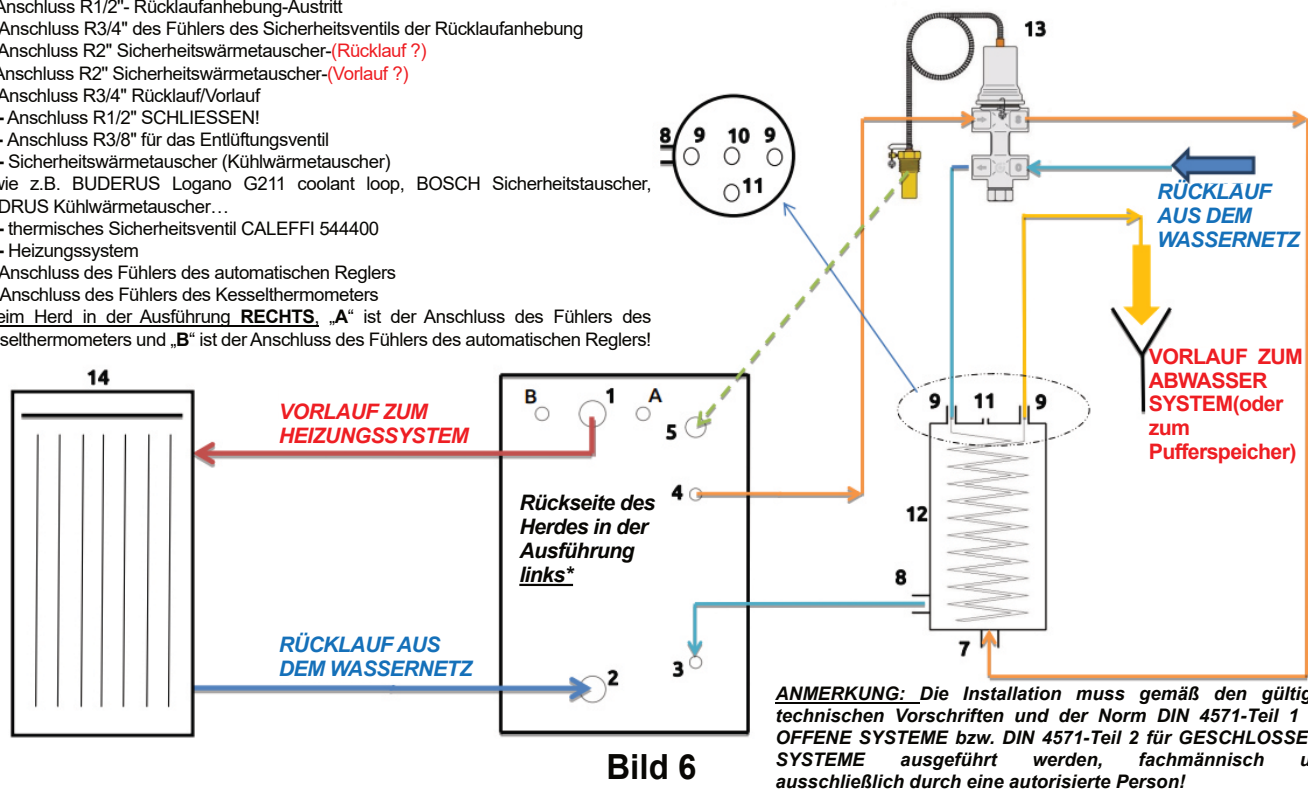 Anschluss R1/2"- Rücklaufanhebung-Austritt
Anschluss R3/4" des Fühlers des Sicherheitsventils der Rücklaufanhebung
Anschluss R2" Sicherheitswärmetauscher-(Rücklauf ?)
Anschluss R2" Sicherheitswärmetauscher-(Vorlauf ?)
Anschluss R3/4" Rücklauf/Vorlauf
- Anschluss R1/2" SCHLIESSEN!
- Anschluss R3/8" für das Entlüftungsventil
- Sicherheitswärmetauscher (Kühlwärmetauscher)
wie z.B. BUDERUS Logano G211 coolant loop, BOSCH Sicherheitstauscher,
DRUS Kühlwärmetauscher…
- thermisches Sicherheitsventil CALEFFI 544400
- Heizungssystem
Anschluss des Fühlers des automatischen Reglers
Anschluss des Fühlers des Kesselthermometers
eim Herd in der Ausführung RECHTS, „A“ ist der Anschluss des Fühlers des
sselthermometers und „B“ ist der Anschluss des Fühlers des automatischen Reglers!
13
8 9 10 9
11
RÜCKLAUF
AUS DEM
WASSERNETZ
VORLAUF ZUM
ABWASSER
SYSTEM(oder
zum
Pufferspeicher)
14
VORLAUF ZUM
HEIZUNGSSYSTEM
B 1 A
5
4
Rückseite des
Herdes in der
Ausführung
links*
9 11 9
12
8
7
RÜCKLAUF AUS
DEM WASSERNETZ
2
3
Bild 6
ANMERKUNG: Die Installation muss gemäß den gültig
technischen Vorschriften und der Norm DIN 4571-Teil 1
OFFENE SYSTEME bzw. DIN 4571-Teil 2 für GESCHLOSSE
SYSTEME ausgeführt werden, fachmännisch u
ausschließlich durch eine autorisierte Person!